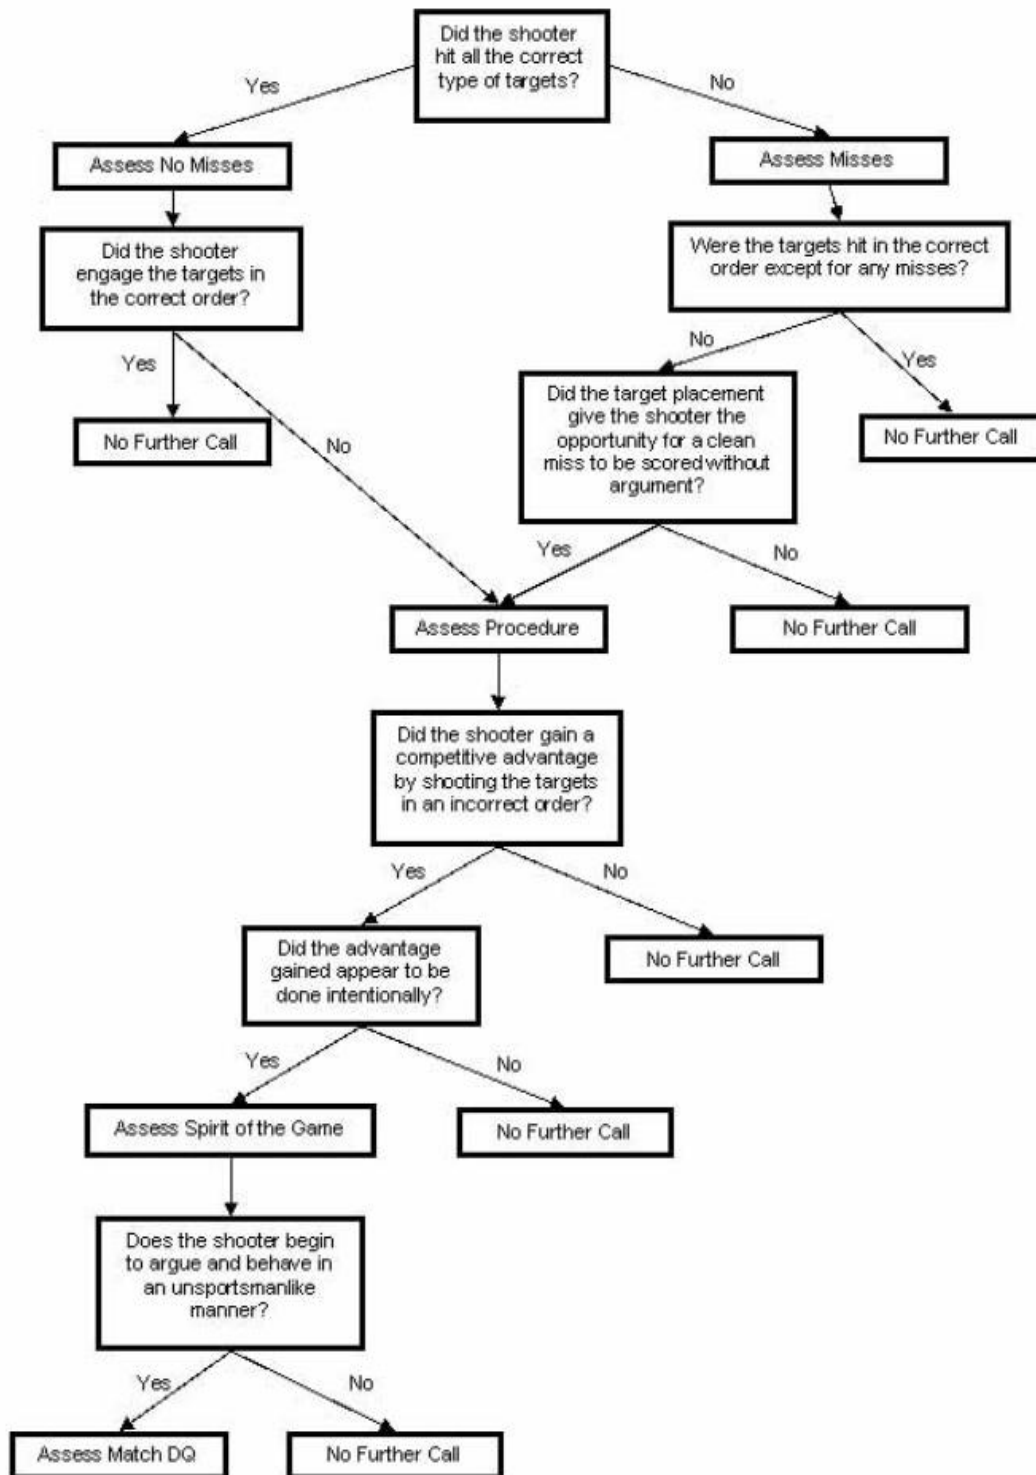 Did the shooter
hit all the correct
type of targets?
Yes
No
Assess No Misses
Assess Misses
Did the shooter
engage the targets in
the correct order?
Were the targets hit in the correct
order except for any misses?
Yes
No
No
Yes
No Further Call
Did the target placement
give the shooter the
opportunity for a clean
miss to be scored without
argument?
No Further Call
Yes
No
Assess Procedure
No Further Call
Did the shooter gain a
competitive advantage
by shooting the targets
in an incorrect order?
Yes
No
Did the advantage
gained appear to be
done intentionally?
No Further Call
Yes
No
Assess Spirit of the Game
No Further Call
Does the shooter begin
to argue and behave in
an unsportsmanlike
manner?
Yes
No
Assess Match DQ
No Further Call